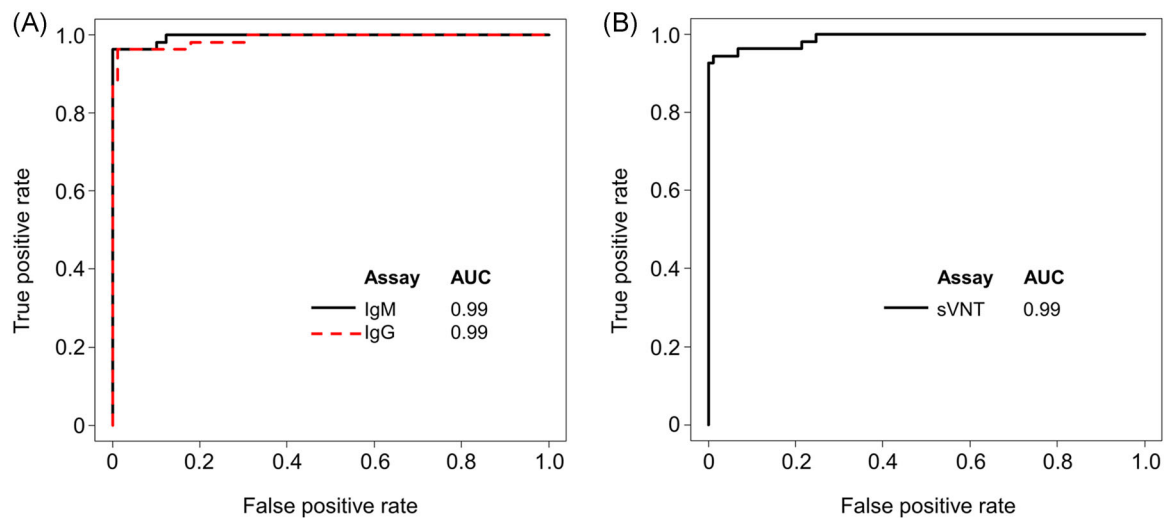 (A)
1.0
0.8
0.6
0.4
0.2
0
True positive rate
Assay AUC
IgM 0.99
IgG 0.99
0 0.2 0.4 0.6 0.8 1.0
False positive rate
(B)
1.0
0.8
0.6
0.4
0.2
0
True positive rate
Assay AUC
sVNT 0.99
0 0.2 0.4 0.6 0.8 1.0
False positive rate